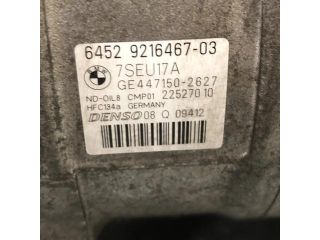 6452 9216467-03
7SEU17A
GE447150-2627
ND-OIL8 CMP01 22527010
HFC134a GERMANY
DENSO 08 Q 09412